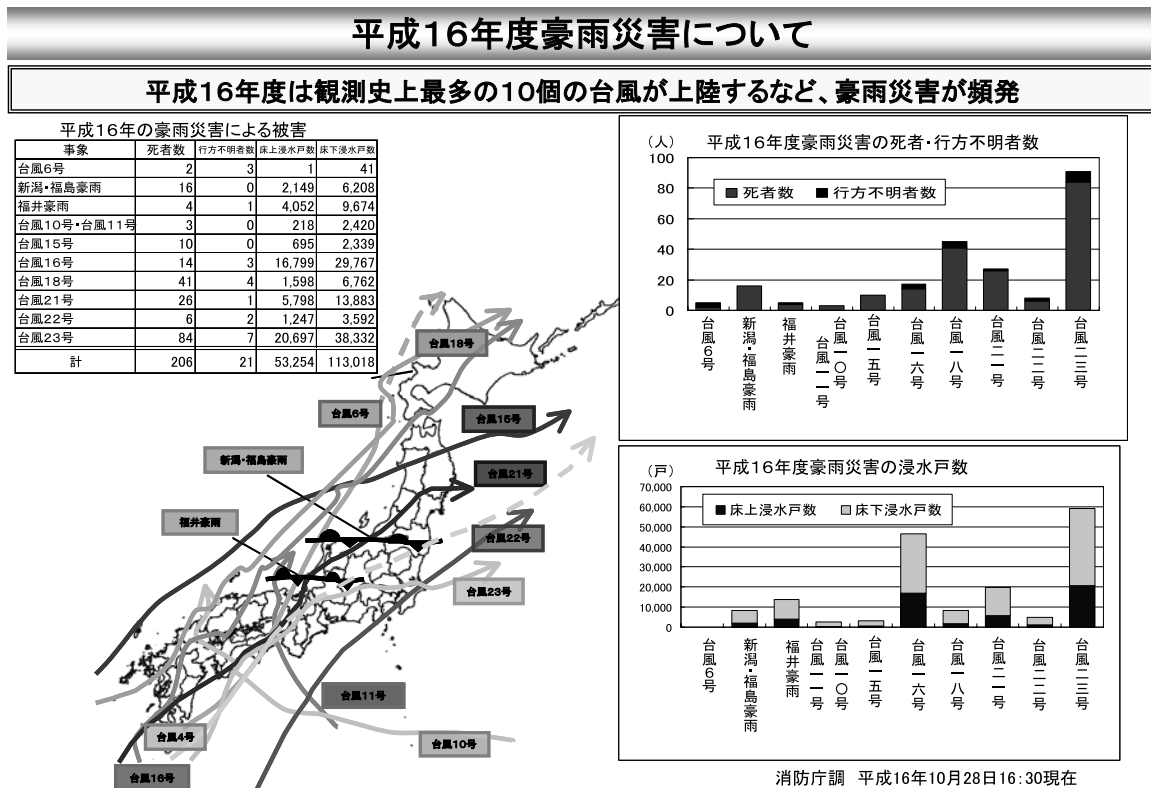 平成16年度豪雨災害について
平成16年度は観測史上最多の10個の台風が上陸するなど、豪雨災害が頻発
平成16年の豪雨災害による被害
事象 死者数 行方不明者数 床上浸水戸数 床下浸水戸数
台風6号 2 3 1 41
新潟・福島豪雨 16 0 2,149 6,208
福井豪雨 4 1 4,052 9,674
台風10号・台風11号 3 0 218 2,420
台風15号 10 0 695 2,339
台風16号 14 3 16,799 29,767
台風18号 41 4 1,598 6,762
台風21号 26 1 5,798 13,883
台風22号 6 2 1,247 3,592
台風23号 84 7 20,697 38,332
計 206 21 53,254 113,018
台風18号
台風6号
台風15号
新潟・福島豪雨
台風21号
福井豪雨
台風22号
台風23号
台風11号
台風4号
台風10号
台風16号
(人) 平成16年度豪雨災害の死者・行方不明者数
100
80
60
40
20
0
死者数 行方不明者数
台風6号
新潟・福島豪雨
福井豪雨
台風一〇号
台風一一号
台風一五号
台風一六号
台風一八号
台風二一号
台風二二号
台風二三号
(戸) 平成16年度豪雨災害の浸水戸数
70,000
60,000
50,000
40,000
30,000
20,000
10,000
0
床上浸水戸数 床下浸水戸数
台風6号
新潟・福島豪雨
福井豪雨
台風一一号
台風一〇号
台風一五号
台風一六号
台風一八号
台風二一号
台風二二号
台風二三号
消防庁調 平成16年10月28日16:30現在